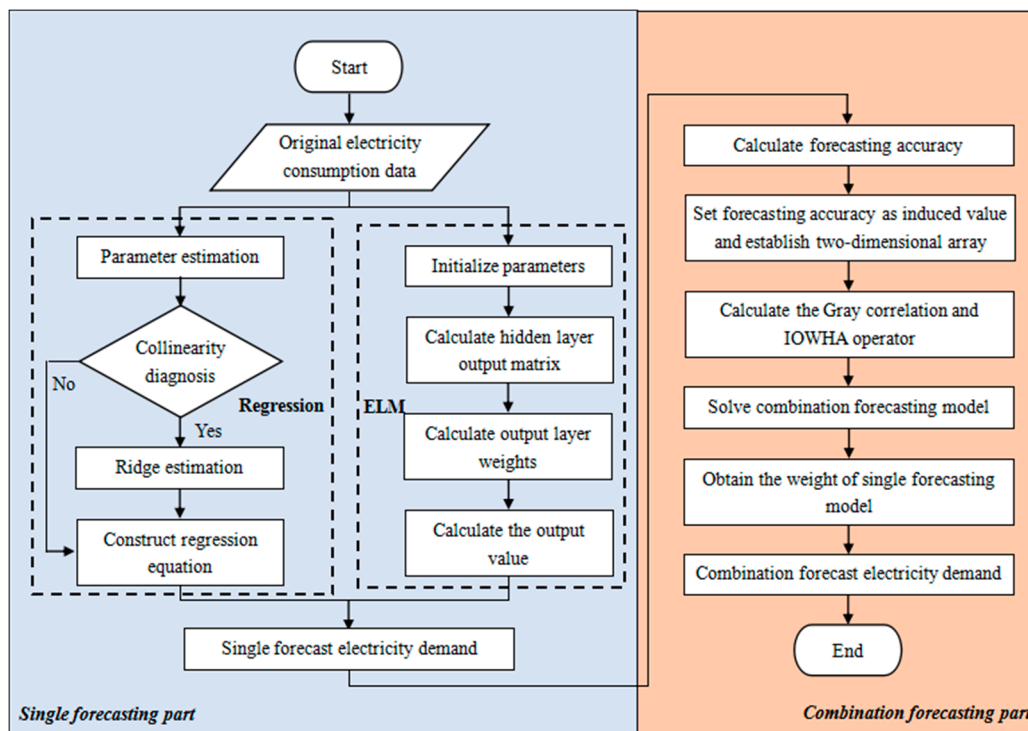 Start
Original electricity
consumption data
Parameter estimation
Collinearity
diagnosis
No
Yes
Regression
Ridge estimation
Construct regression
equation
Initialize parameters
Calculate hidden layer
output matrix
ELM
Calculate output layer
weights
Calculate the output
value
Single forecast electricity demand
Single forecasting part
Calculate forecasting accuracy
Set forecasting accuracy as induced value
and establish two-dimensional array
Calculate the Gray correlation and
IOWHA operator
Solve combination forecasting model
Obtain the weight of single forecasting
model
Combination forecast electricity demand
End
Combination forecasting part